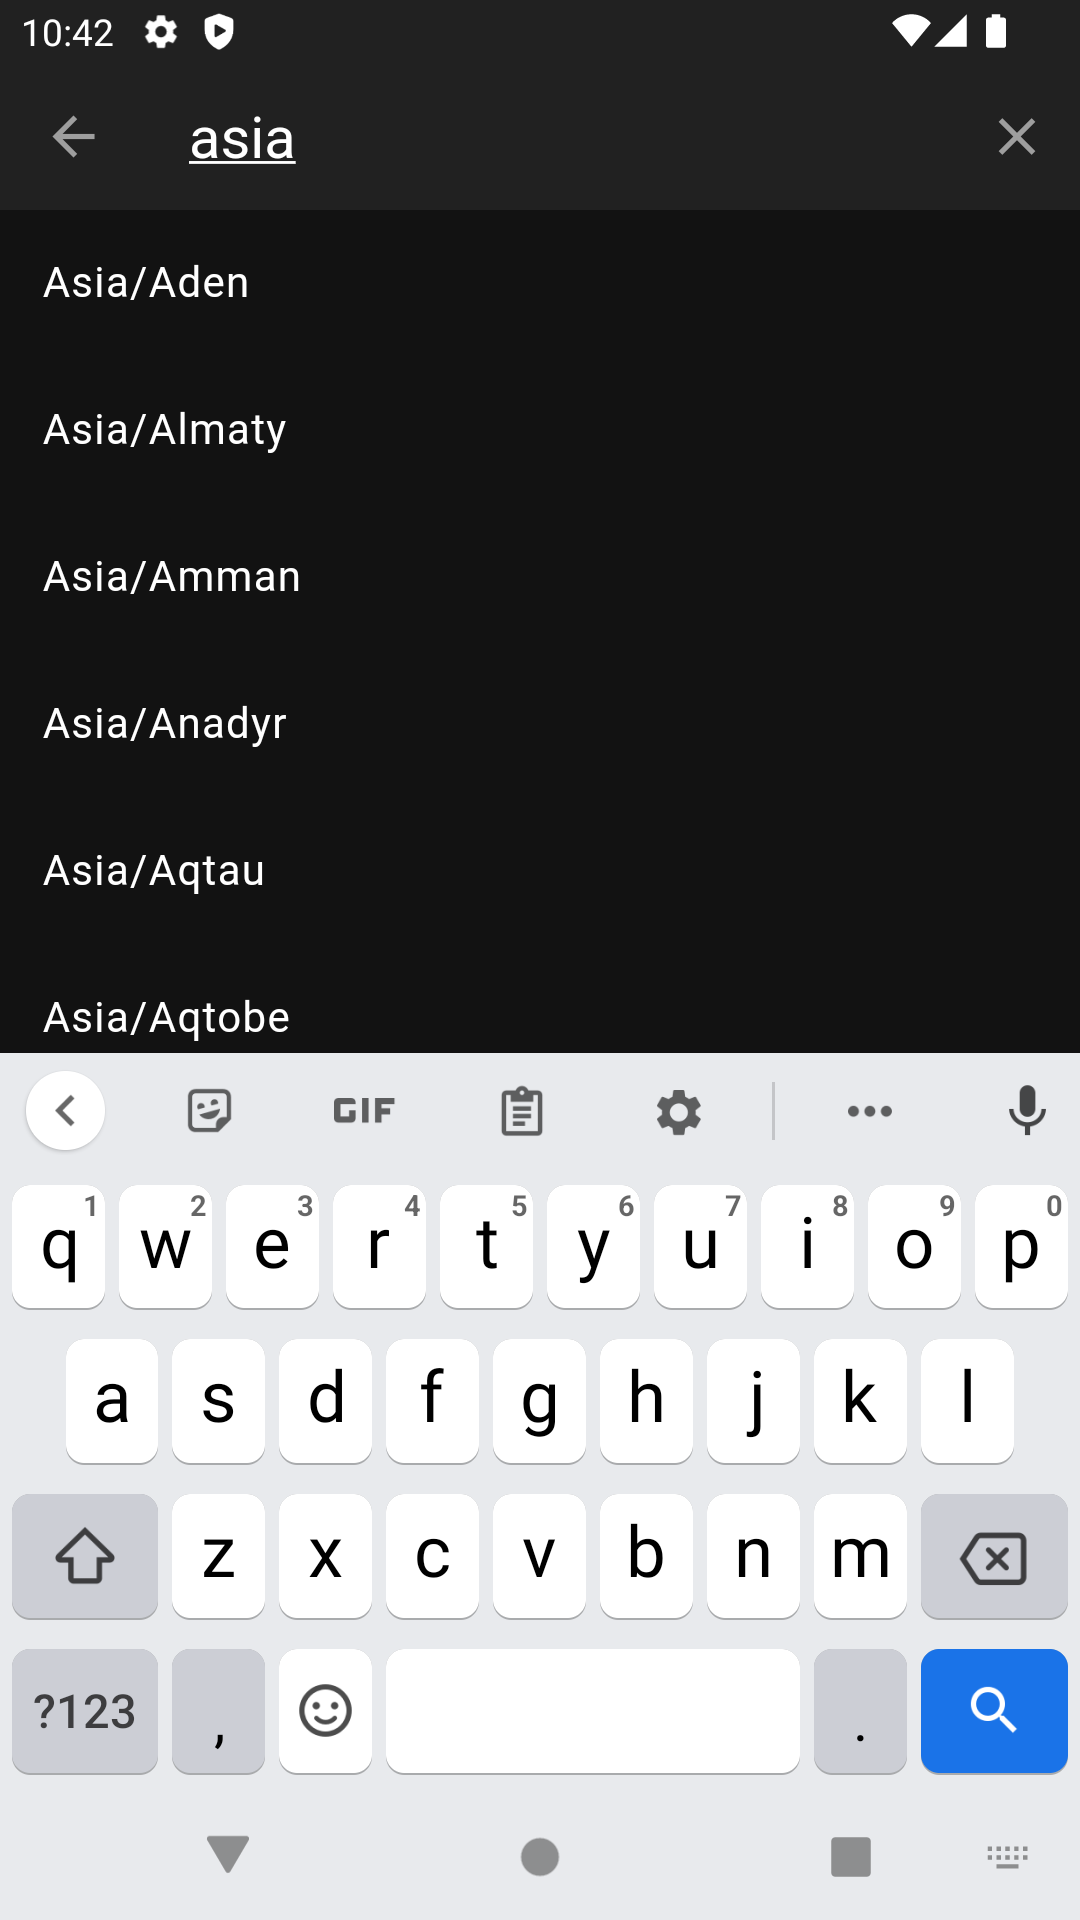 10:42
asia
Asia/Aden
Asia/Almaty
Asia/Amman
Asia/Anadyr
Asia/Aqtau
Asia/Aqtobe
GIF
q 1 w 2 e 3 r 4 t 5 y 6 u 7 i 8 o 9 p 0
a s d f g h j k l
z x c v b n m
?123 , .